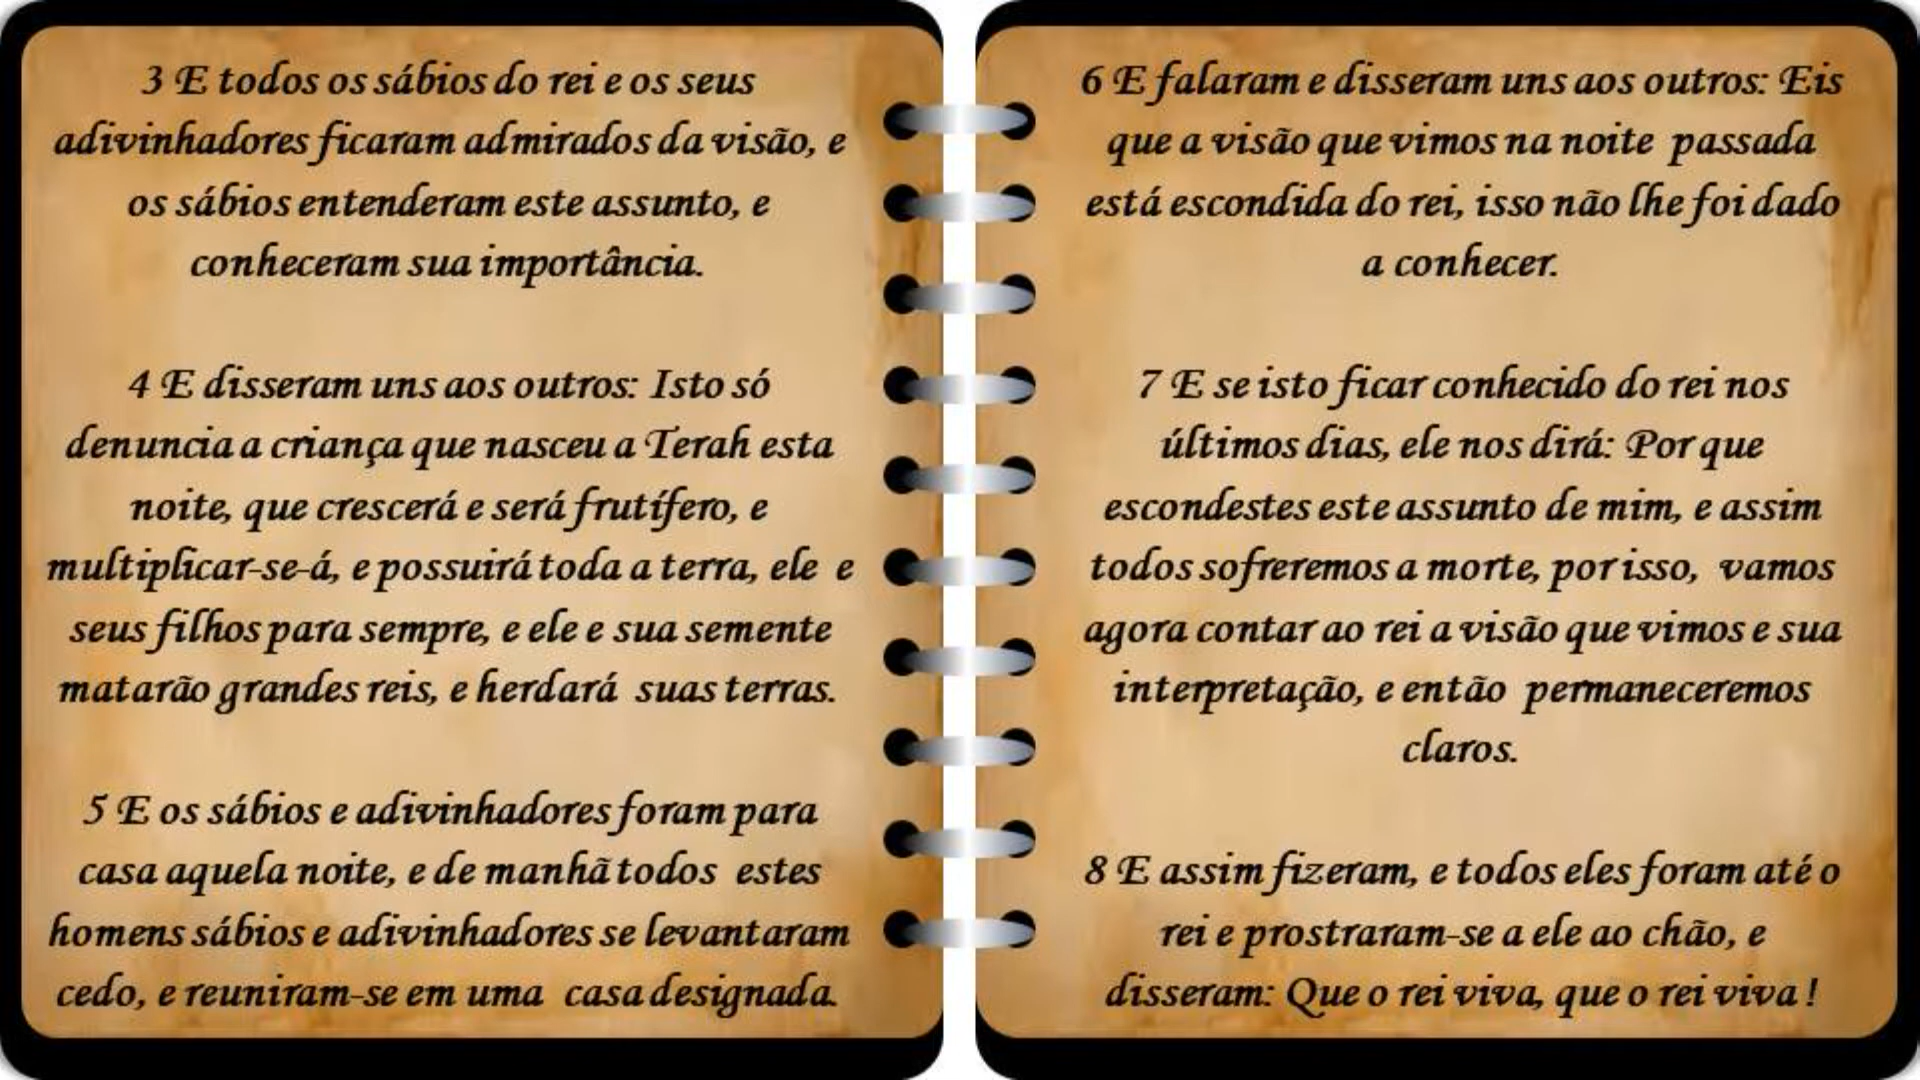 3 E todos os sábios do rei e os seus
adivinhadores ficaram admirados da visão, e
os sábios entenderam este assunto, e
conheceram sua importância.
4 E disseram uns aos outros: Isto só
denuncia a criança que nasceu a Terah esta
noite, que crescerá e será frutífero, e
multiplicar-se-á, e possuirá toda a terra, ele e
seus filhos para sempre, e ele e sua semente
matarão grandes reis, e herdará suas terras.
5 E os sábios e adivinhadores foram para
casa aquela noite, e de manhã todos estes
homens sábios e adivinhadores se levantaram
cedo, e reuniram-se em uma casa designada.
6 E falaram e disseram uns aos outros: Eis
que a visão que vimos na noite passada
está escondida do rei, isso não lhe foi dado
a conhecer.
7 E se isto ficar conhecido do rei nos
últimos dias, ele nos dirá: Por que
escondestes este assunto de mim, e assim
todos sofreremos a morte, por isso, vamos
agora contar ao rei a visão que vimos e sua
interpretação, e então permaneceremos
claros.
8 E assim fizeram, e todos eles foram até o
rei e prostraram-se a ele ao chão, e
disseram: Que o rei viva, que o rei viva !